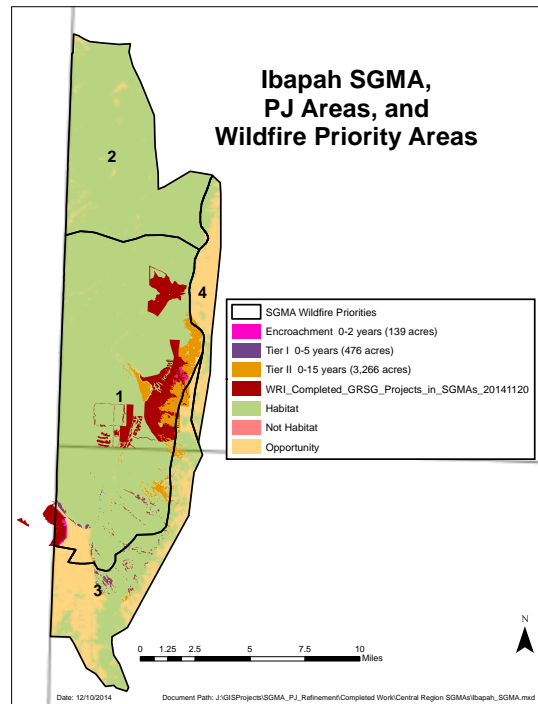 Ibapah SGMA,
PJ Areas, and
Wildfire Priority Areas
2
4
1
3
SGMA Wildfire Priorities
Encroachment 0-2 years (139 acres)
Tier I 0-5 years (476 acres)
Tier II 0-15 years (3,266 acres)
WRI_Completed_GRSG_Projects_in_SGMAs_20141120
Habitat
Not Habitat
Opportunity
N
0 1.25 2.5 5 7.5 10
Miles
Date: 12/10/2014 Document Path: J:\GISProjects\SGMA_PJ_Refinement\Completed Work\Central Region SGMAs\Ibapah_SGMA.mxd